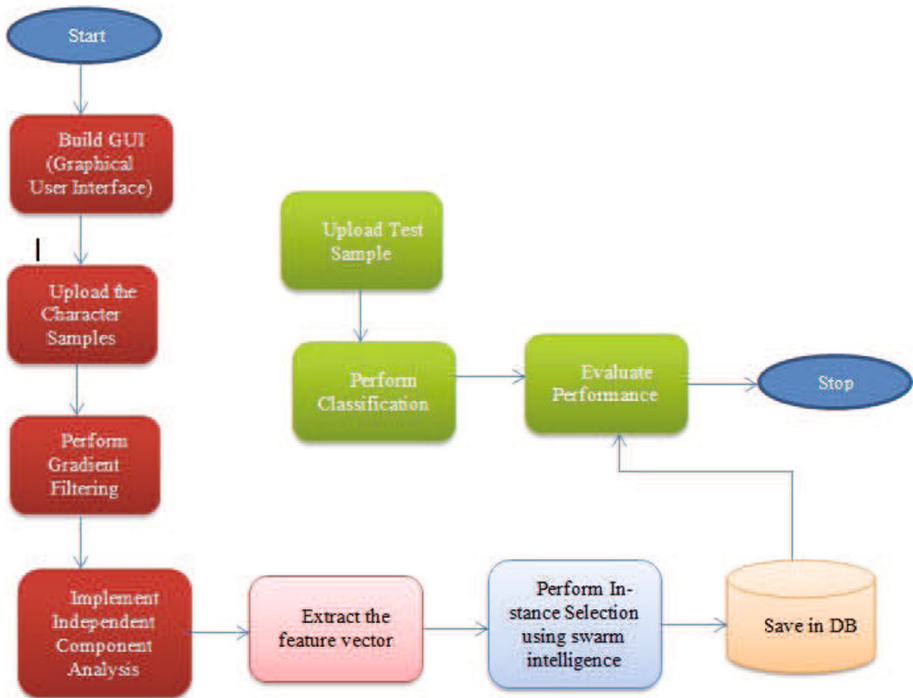 Start
Build GUI
(Graphical
User Interface)
Upload the
Character
Samples
Perform
Gradient
Filtering
Implement
Independent
Component
Analysis
Extract the
feature vector
Perform In-
stance Selection
using swarm
intelligence
Save in DB
Upload Test
Sample
Perform
Classification
Evaluate
Performance
Stop